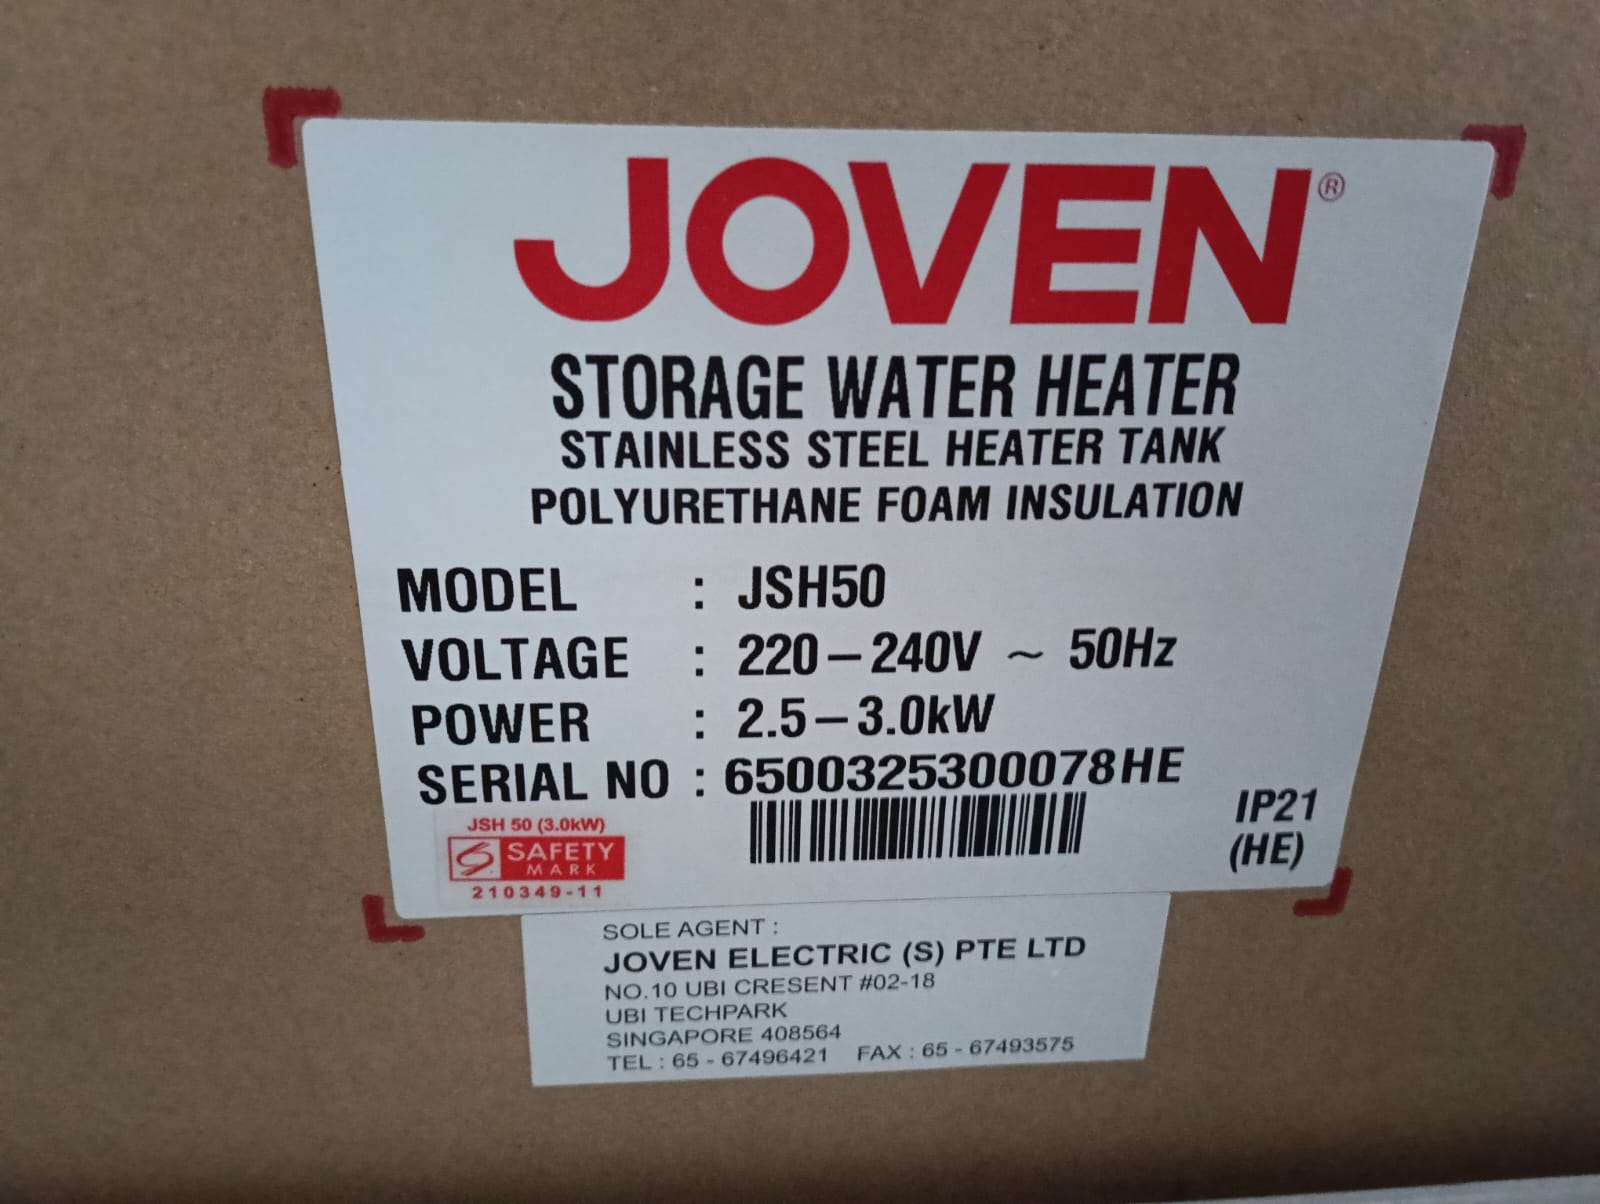 JOVEN®
STORAGE WATER HEATER
STAINLESS STEEL HEATER TANK
POLYURETHANE FOAM INSULATION
MODEL : JSH50
VOLTAGE : 220–240V ~ 50Hz
POWER : 2.5–3.0kW
SERIAL NO : 6500325300078HE
IP21
(HE)
JSH 50 (3.0kW)
SAFETY
MARK
210349-11
SOLE AGENT :
JOVEN ELECTRIC (S) PTE LTD
NO.10 UBI CRESENT #02-18
UBI TECHPARK
SINGAPORE 408564
TEL : 65 - 67496421 FAX : 65 - 67493575